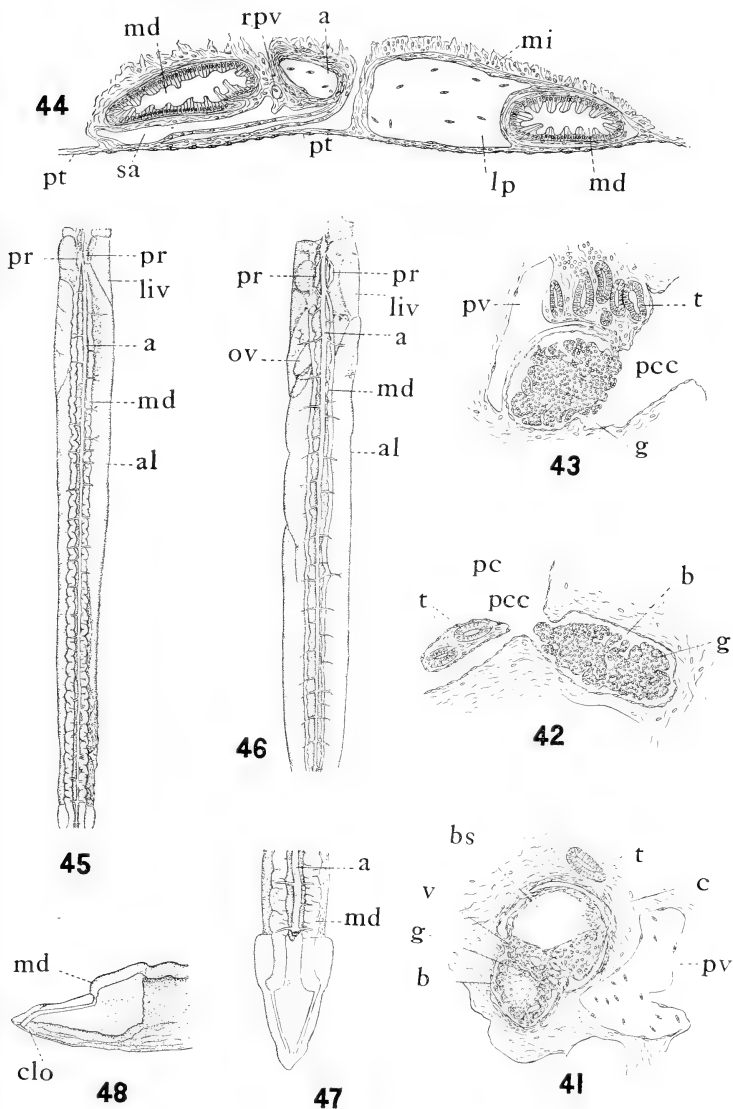 rpv a
md mi
44
pt sa pt lp md
pr pr
liv
a
md
al
45
pr pr
liv
ov a
md
al
46
pv t
pcc
g
43
pc b
t pcc g
42
bs t
v c
g
b pv
41
a
md
47
md
clo
48